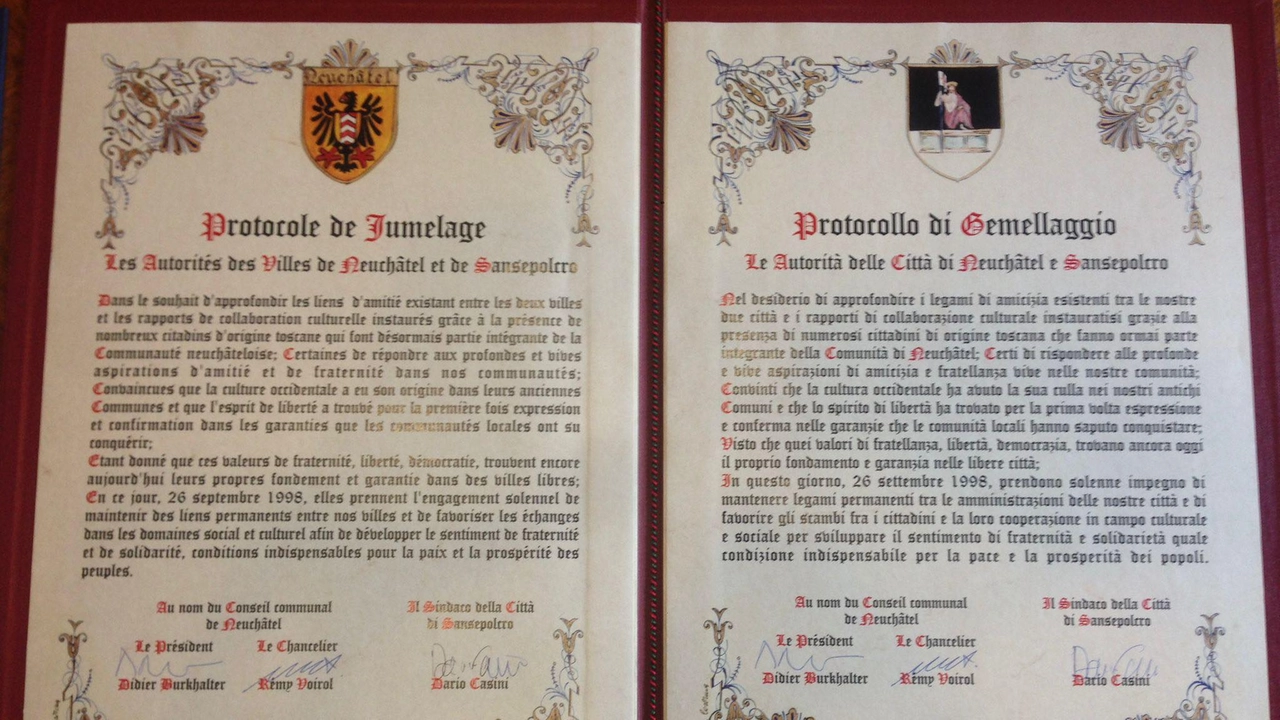 Neuchâtel
Protocole de Jumelage
Les Autorités des Villes de Neuchâtel et de Sansepolcro
Dans le souhait d'approfondir les liens d'amitié existant entre les deux villes
et les rapports de collaboration culturelle instaurés grâce à la présence de
nombreux citadins d'origine toscane qui font désormais partie intégrante de la
Communauté neuchâteloise; Certaines de répondre aux profondes et vives
aspirations d'amitié et de fraternité dans nos communautés;
Convaincues que la culture occidentale a eu son origine dans leurs anciennes
Communes et que l'esprit de liberté a trouvé pour la première fois expression
et confirmation dans les garanties que les communautés locales ont su
conquérir;
Etant donné que ces valeurs de fraternité, liberté, démocratie, trouvent encore
aujourd'hui leurs propres fondement et garantie dans des villes libres;
En ce jour, 26 septembre 1998, elles prennent l'engagement solennel de
maintenir des liens permanents entre nos villes et de favoriser les échanges
dans les domaines social et culturel afin de développer le sentiment de fraternité
et de solidarité, conditions indispensables pour la paix et la prospérité des
peuples.
Au nom du Conseil communal
de Neuchâtel
Il Sindaco della Città
di Sansepolcro
Le Président Le Chancelier
Didier Burkhalter Rémy Voirol Dario Casini
Protocollo di Gemellaggio
Le Autorità delle Città di Neuchâtel e Sansepolcro
Nel desiderio di approfondire i legami di amicizia esistenti tra le nostre
due città e i rapporti di collaborazione culturale instauratisi grazie alla
presenza di numerosi cittadini di origine toscana che fanno ormai parte
integrante della Comunità di Neuchâtel; Certi di rispondere alle profonde
e vive aspirazioni di amicizia e fratellanza vive nelle nostre comunità;
Convinti che la cultura occidentale ha avuto la sua culla nei nostri antichi
Comuni e che lo spirito di libertà ha trovato per la prima volta espressione
e conferma nelle garanzie che le comunità locali hanno saputo conquistare;
Visto che quei valori di fratellanza, libertà, democrazia, trovano ancora oggi
il proprio fondamento e garanzia nelle libere città;
In questo giorno, 26 settembre 1998, prendono solenne impegno di
mantenere legami permanenti tra le amministrazioni delle nostre città e di
favorire gli scambi fra i cittadini e la loro cooperazione in campo culturale
e sociale per sviluppare il sentimento di fraternità e solidarietà quale
condizione indispensabile per la pace e la prosperità dei popoli.
Au nom du Conseil communal
de Neuchâtel
Il Sindaco della Città
di Sansepolcro
Le Président Le Chancelier
Didier Burkhalter Rémy Voirol Dario Casini